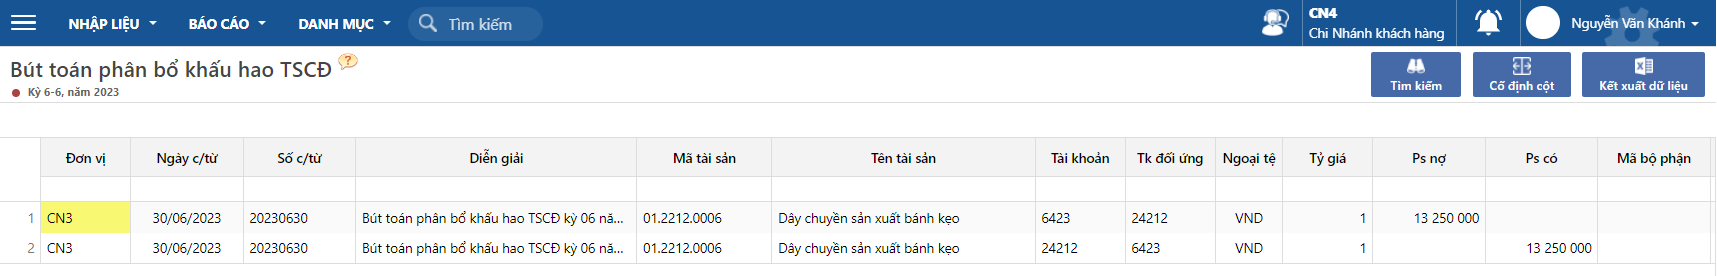 NHẬP LIỆU BÁO CÁO DANH MỤC Tìm kiếm CN4 Nguyễn Văn Khánh
Chi Nhánh khách hàng
Bút toán phân bổ khấu hao TSCĐ ?
Kỳ 6-6, năm 2023
Tìm kiếm Cố định cột Kết xuất dữ liệu
Đơn vị Ngày c/từ Số c/từ Diễn giải Mã tài sản Tên tài sản Tài khoản Tk đối ứng Ngoại tệ Tỷ giá Ps nợ Ps có Mã bộ phận
1 CN3 30/06/2023 20230630 Bút toán phân bổ khấu hao TSCĐ kỳ 06 nă... 01.2212.0006 Dây chuyền sản xuất bánh kẹo 6423 24212 VND 1 13 250 000
2 CN3 30/06/2023 20230630 Bút toán phân bổ khấu hao TSCĐ kỳ 06 nă... 01.2212.0006 Dây chuyền sản xuất bánh kẹo 24212 6423 VND 1 13 250 000